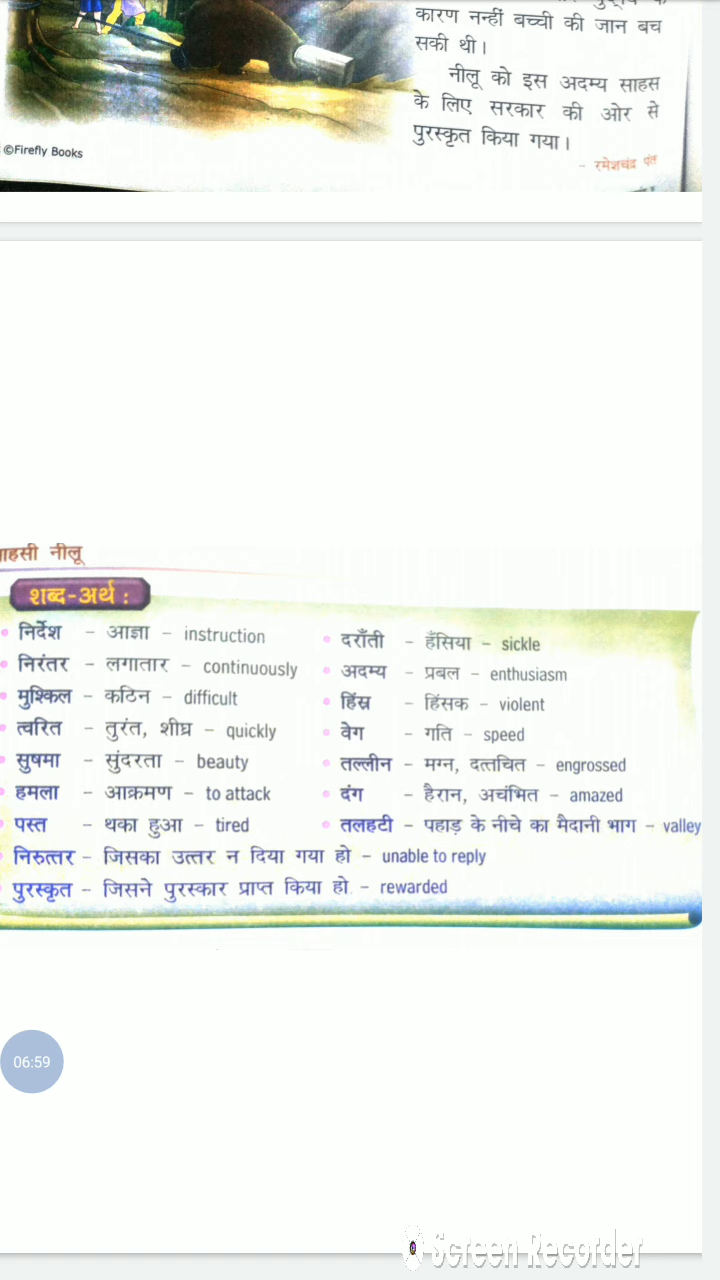 कारण नन्हीं बच्ची की जान बच
सकी थी।
नीलू को इस अदम्य साहस
के लिए सरकार की ओर से
पुरस्कृत किया गया।
©Firefly Books
- रमेशचंद्र पंत
नीलू
शब्द-अर्थ :
निर्देश - आज्ञा - instruction
निरंतर - लगातार - continuously
मुश्किल - कठिन - difficult
त्वरित - तुरंत, शीघ्र - quickly
सुषमा - सुंदरता - beauty
हमला - आक्रमण - to attack
पस्त - थका हुआ - tired
दराँती - हँसिया - sickle
अदम्य - प्रबल - enthusiasm
हिंस्र - हिंसक - violent
वेग - गति - speed
तल्लीन - मग्न, दत्तचित - engrossed
दंग - हैरान, अचंभित - amazed
तलहटी - पहाड़ के नीचे का मैदानी भाग - valley
निरुत्तर - जिसका उत्तर न दिया गया हो - unable to reply
पुरस्कृत - जिसने पुरस्कार प्राप्त किया हो - rewarded
06:59
Screen Recorder